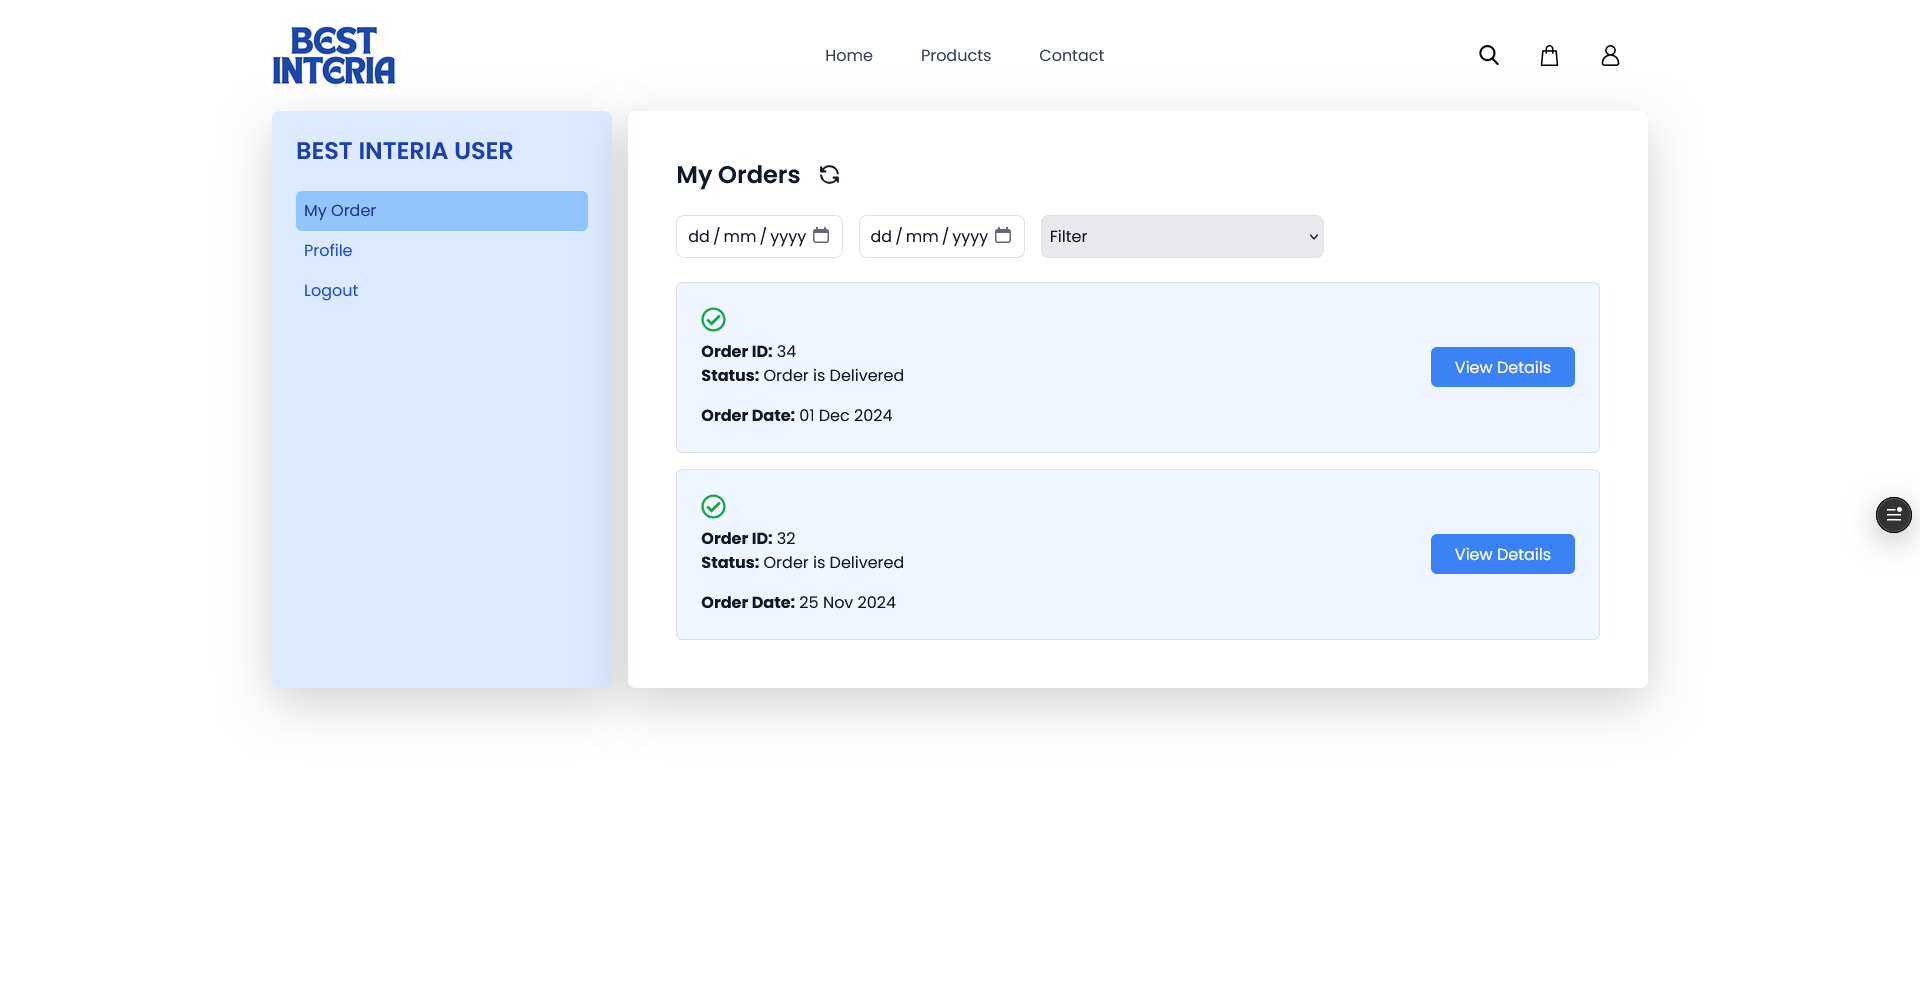 BEST
INTERIA
Home
Products
Contact
BEST INTERIA USER
My Order
Profile
Logout
My Orders
dd / mm / yyyy
dd / mm / yyyy
Filter
Order ID: 34
Status: Order is Delivered
Order Date: 01 Dec 2024
View Details
Order ID: 32
Status: Order is Delivered
Order Date: 25 Nov 2024
View Details